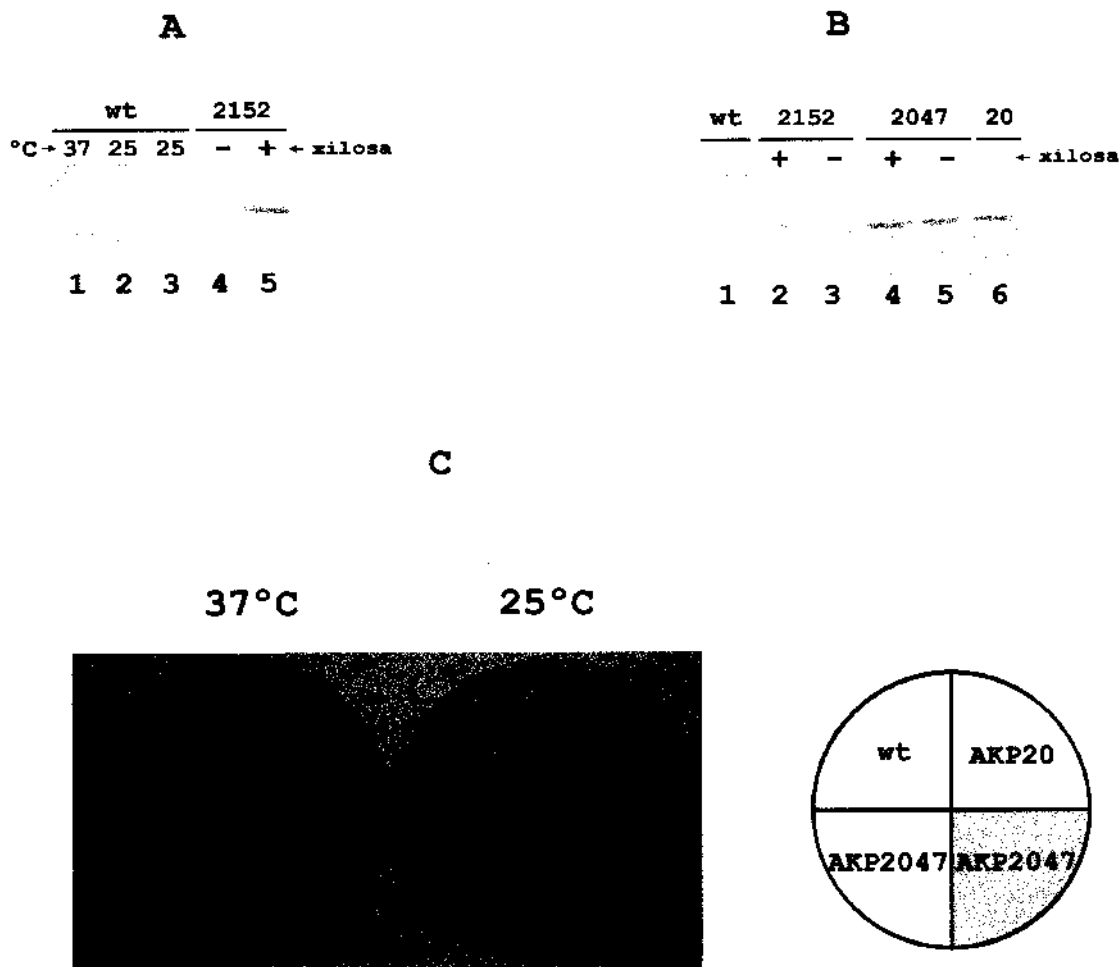 A
wt 2152
°C→ 37 25 25 - + ← xilosa
1 2 3 4 5
B
wt 2152 2047 20
+ - + - ← xilosa
1 2 3 4 5 6
C
37°C 25°C
wt AKP20
AKP2047 AKP2047